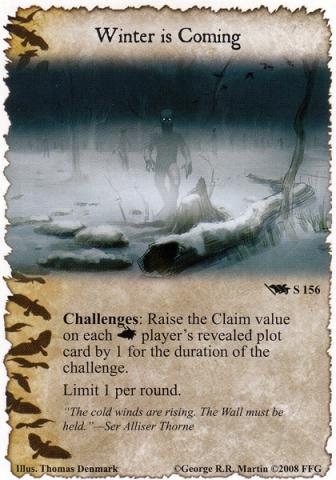 Winter is Coming
S 156
Challenges: Raise the Claim value
on each player's revealed plot
card by 1 for the duration of the
challenge.
Limit 1 per round.
"The cold winds are rising. The Wall must be
held."—Ser Alliser Thorne
Illus. Thomas Denmark ©George R.R. Martin ©2008 FFG